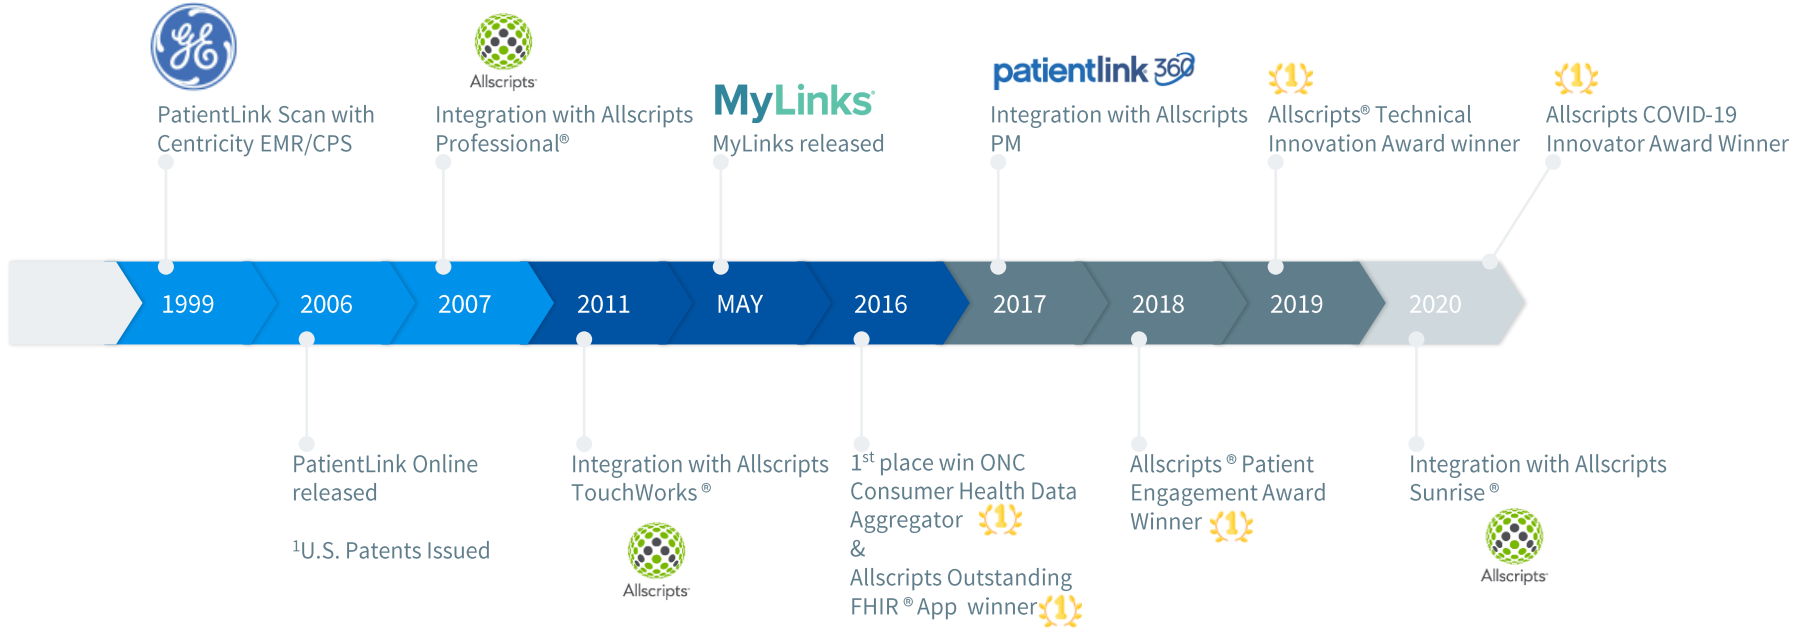 GE
PatientLink Scan with
Centricity EMR/CPS
Allscripts
Integration with Allscripts
Professional®
MyLinks®
MyLinks released
patientlink 360
Integration with Allscripts
PM
1
Allscripts® Technical
Innovation Award winner
1
Allscripts COVID-19
Innovator Award Winner
1999
2006
2007
2011
MAY
2016
2017
2018
2019
2020
PatientLink Online
released
¹U.S. Patents Issued
Integration with Allscripts
TouchWorks ®
Allscripts
1st place win ONC
Consumer Health Data
Aggregator 1
&
Allscripts Outstanding
FHIR ® App winner 1
Allscripts ® Patient
Engagement Award
Winner 1
Integration with Allscripts
Sunrise ®
Allscripts